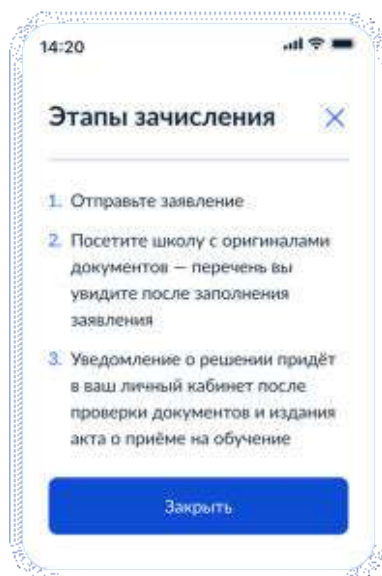 14:20
Этапы зачисления
1. Отправьте заявление
2. Посетите школу с оригиналами
документов — перечень вы
увидите после заполнения
заявления
3. Уведомление о решении придёт
в ваш личный кабинет после
проверки документов и издания
акта о приёме на обучение
Закрыть